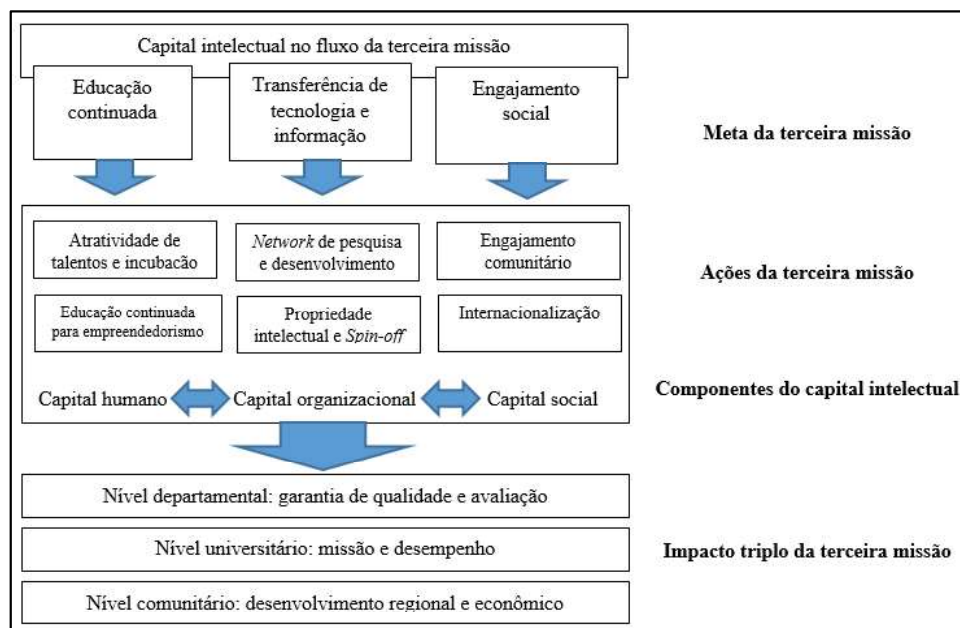 Capital intelectual no fluxo da terceira missão
Educação
continuada
Transferência de
tecnologia e
informação
Engajamento
social
Meta da terceira missão
Atratividade de
talentos e incubacão
Network de pesquisa
e desenvolvimento
Engajamento
comunitário
Ações da terceira missão
Educação continuada
para empreendedorismo
Propriedade
intelectual e Spin-off
Internacionalização
Componentes do capital intelectual
Capital humano
Capital organizacional
Capital social
Nível departamental: garantia de qualidade e avaliação
Nível universitário: missão e desempenho
Impacto triplo da terceira missão
Nível comunitário: desenvolvimento regional e econômico